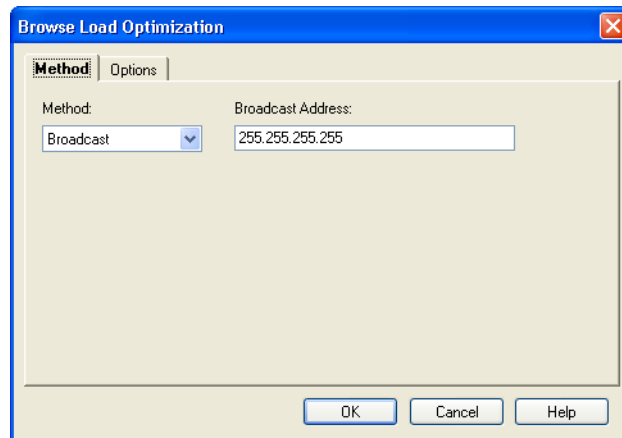 Browse Load Optimization
Method Options
Method: Broadcast Address:
Broadcast 255.255.255.255
OK Cancel Help